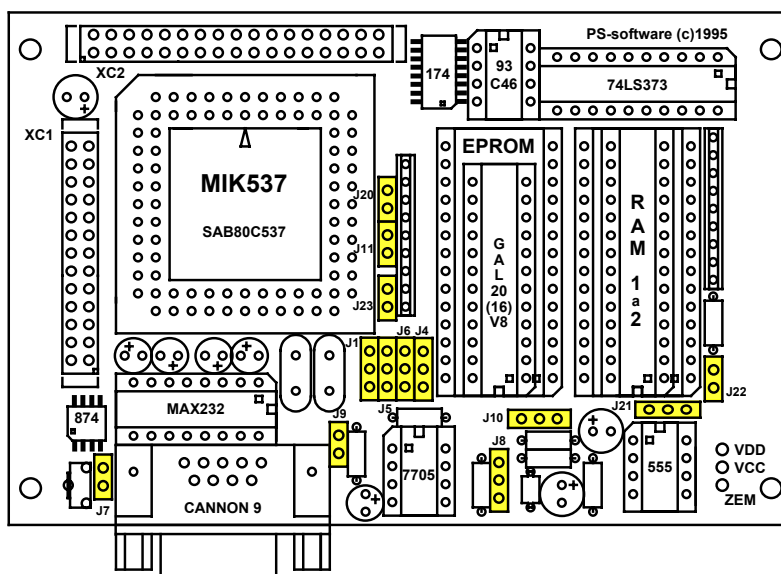 PS-software (c)1995
XC2
174
93
C46
74LS373
XC1
EPROM
MIK537
SAB80C537
J20
J11
J23
G
A
L
20
(16)
V8
R
A
M
1
a
2
J1
J6
J4
J22
MAX232
874
J9
J5
J10
J21
J8
7705
555
VDD
VCC
ZEM
J7
CANNON 9